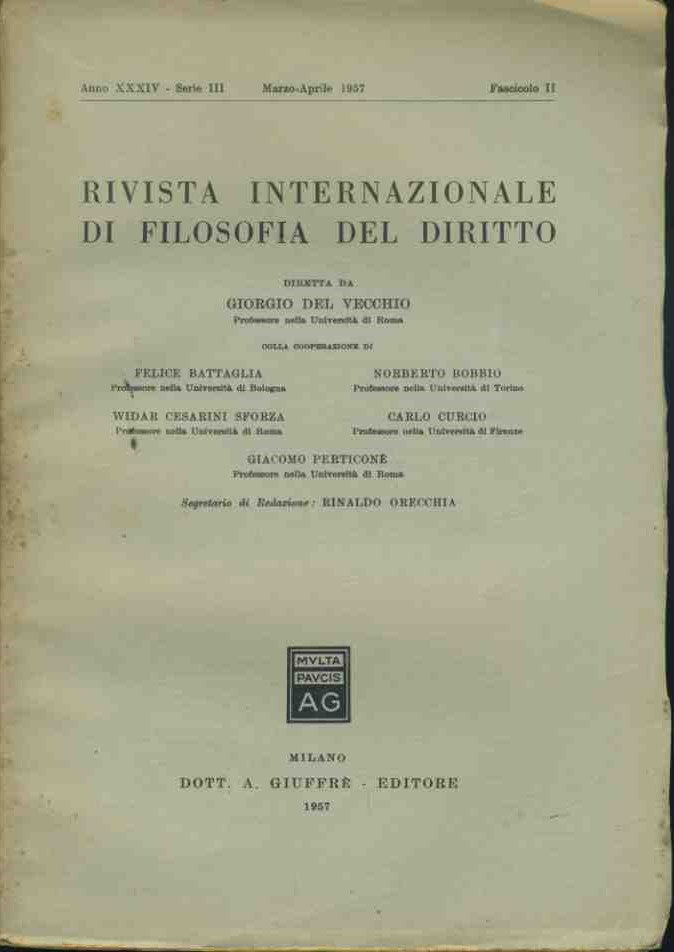 Anno XXXIV - Serie III Marzo-Aprile 1957 Fascicolo II
RIVISTA INTERNAZIONALE
DI FILOSOFIA DEL DIRITTO
DIRETTA DA
GIORGIO DEL VECCHIO
Professore nella Università di Roma
COLLA COOPERAZIONE DI
FELICE BATTAGLIA NORBERTO BOBBIO
Professore nella Università di Bologna Professore nella Università di Torino
WIDAR CESARINI SFORZA CARLO CURCIO
Professore nella Università di Roma Professore nella Università di Firenze
GIACOMO PERTICONE
Professore nella Università di Roma
Segretario di Redazione: RINALDO ORECCHIA
MVLTA
PAVCIS
AG
MILANO
DOTT. A. GIUFFRÈ - EDITORE
1957